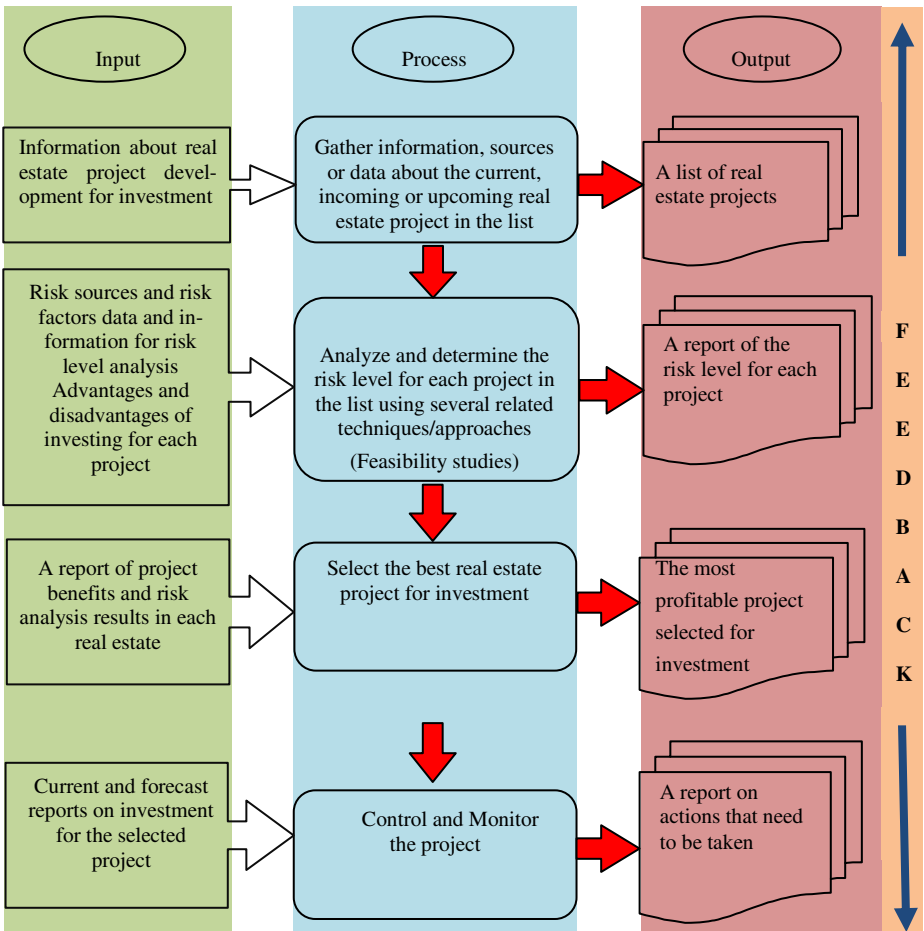 Input
Process
Output
Information about real
estate project devel-
opment for investment
Gather information, sources
or data about the current,
incoming or upcoming real
estate project in the list
A list of real
estate projects
Risk sources and risk
factors data and in-
formation for risk
level analysis
Advantages and
disadvantages of
investing for each
project
Analyze and determine the
risk level for each project in
the list using several related
techniques/approaches
(Feasibility studies)
A report of the
risk level for each
project
A report of project
benefits and risk
analysis results in each
real estate
Select the best real estate
project for investment
The most
profitable project
selected for
investment
Current and forecast
reports on investment
for the selected
project
Control and Monitor
the project
A report on
actions that need
to be taken
F
E
E
D
B
A
C
K